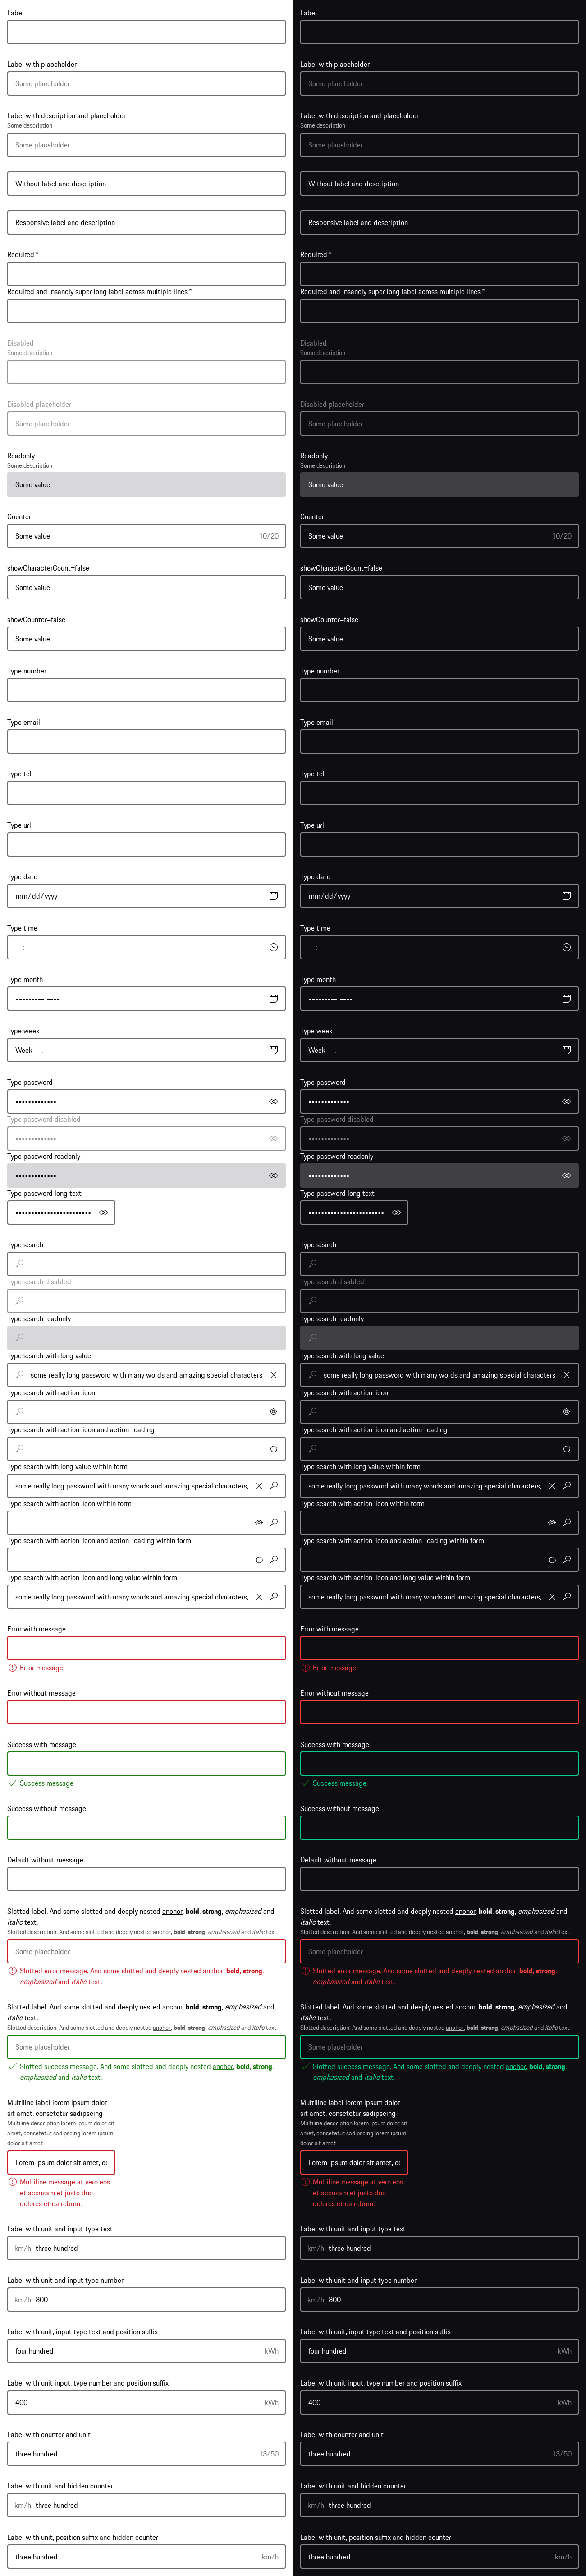 Label
Label with placeholder
Some placeholder
Label with description and placeholder
Some description
Some placeholder
Without label and description
Responsive label and description
Required *
Required and insanely super long label across multiple lines *
Disabled
Some description
Disabled placeholder
Some placeholder
Readonly
Some description
Some value
Counter
Some value 10/20
showCharacterCount=false
Some value
showCounter=false
Some value
Type number
Type email
Type tel
Type url
Type date
mm/dd/yyyy
Type time
--:-- --
Type month
--------- ----
Type week
Week --, ----
Type password
•••••••••••••
Type password disabled
•••••••••••••
Type password readonly
•••••••••••••
Type password long text
••••••••••••••••••••••••
Type search
Type search disabled
Type search readonly
Type search with long value
some really long password with many words and amazing special characters
Type search with action-icon
Type search with action-icon and action-loading
Type search with long value within form
some really long password with many words and amazing special characters,
Type search with action-icon within form
Type search with action-icon and action-loading within form
Type search with action-icon and long value within form
some really long password with many words and amazing special characters,
Error with message
Error message
Error without message
Success with message
Success message
Success without message
Default without message
Slotted label. And some slotted and deeply nested anchor, bold, strong, emphasized and
italic text.
Slotted description. And some slotted and deeply nested anchor, bold, strong, emphasized and italic text.
Some placeholder
Slotted error message. And some slotted and deeply nested anchor, bold, strong,
emphasized and italic text.
Slotted label. And some slotted and deeply nested anchor, bold, strong, emphasized and
italic text.
Slotted description. And some slotted and deeply nested anchor, bold, strong, emphasized and italic text.
Some placeholder
Slotted success message. And some slotted and deeply nested anchor, bold, strong,
emphasized and italic text.
Multiline label lorem ipsum dolor
sit amet, consetetur sadipscing
Multiline description lorem ipsum dolor sit
amet, consetetur sadipscing lorem ipsum
dolor sit amet
Lorem ipsum dolor sit amet, cc
Multiline message at vero eos
et accusam et justo duo
dolores et ea rebum.
Label with unit and input type text
km/h three hundred
Label with unit and input type number
km/h 300
Label with unit, input type text and position suffix
four hundred kWh
Label with unit input, type number and position suffix
400 kWh
Label with counter and unit
three hundred 13/50
Label with unit and hidden counter
km/h three hundred
Label with unit, position suffix and hidden counter
three hundred km/h
Label
Label with placeholder
Some placeholder
Label with description and placeholder
Some description
Some placeholder
Without label and description
Responsive label and description
Required *
Required and insanely super long label across multiple lines *
Disabled
Some description
Disabled placeholder
Some placeholder
Readonly
Some description
Some value
Counter
Some value 10/20
showCharacterCount=false
Some value
showCounter=false
Some value
Type number
Type email
Type tel
Type url
Type date
mm/dd/yyyy
Type time
--:-- --
Type month
--------- ----
Type week
Week --, ----
Type password
•••••••••••••
Type password disabled
•••••••••••••
Type password readonly
•••••••••••••
Type password long text
••••••••••••••••••••••••
Type search
Type search disabled
Type search readonly
Type search with long value
some really long password with many words and amazing special characters
Type search with action-icon
Type search with action-icon and action-loading
Type search with long value within form
some really long password with many words and amazing special characters,
Type search with action-icon within form
Type search with action-icon and action-loading within form
Type search with action-icon and long value within form
some really long password with many words and amazing special characters,
Error with message
Error message
Error without message
Success with message
Success message
Success without message
Default without message
Slotted label. And some slotted and deeply nested anchor, bold, strong, emphasized and
italic text.
Slotted description. And some slotted and deeply nested anchor, bold, strong, emphasized and italic text.
Some placeholder
Slotted error message. And some slotted and deeply nested anchor, bold, strong,
emphasized and italic text.
Slotted label. And some slotted and deeply nested anchor, bold, strong, emphasized and
italic text.
Slotted description. And some slotted and deeply nested anchor, bold, strong, emphasized and italic text.
Some placeholder
Slotted success message. And some slotted and deeply nested anchor, bold, strong,
emphasized and italic text.
Multiline label lorem ipsum dolor
sit amet, consetetur sadipscing
Multiline description lorem ipsum dolor sit
amet, consetetur sadipscing lorem ipsum
dolor sit amet
Lorem ipsum dolor sit amet, cc
Multiline message at vero eos
et accusam et justo duo
dolores et ea rebum.
Label with unit and input type text
km/h three hundred
Label with unit and input type number
km/h 300
Label with unit, input type text and position suffix
four hundred kWh
Label with unit input, type number and position suffix
400 kWh
Label with counter and unit
three hundred 13/50
Label with unit and hidden counter
km/h three hundred
Label with unit, position suffix and hidden counter
three hundred km/h